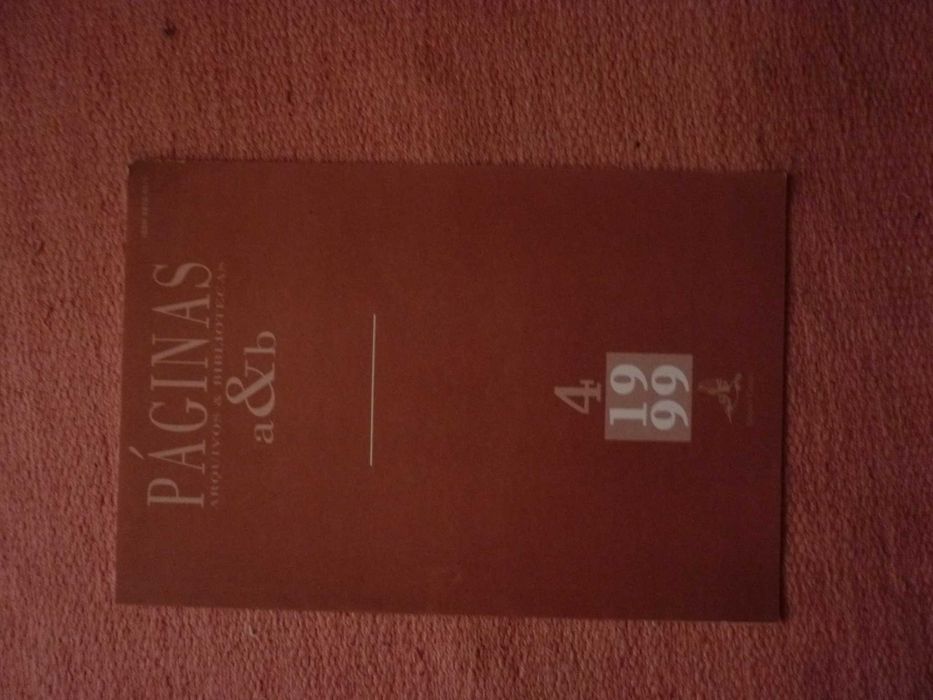 PÁGINAS
ARQUIVOS & BIBLIOTECAS
a&b
4
19
99